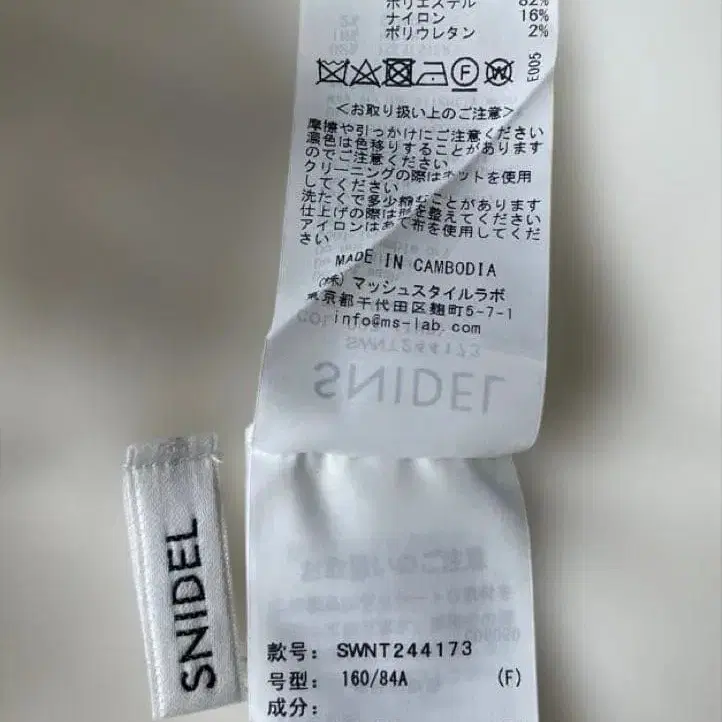 ポリエステル 82%
ナイロン 16%
ポリウレタン 2%
E005
<お取り扱い上のご注意>
摩擦や引っかけにご注意ください
濃色は色移りすることがあります
のでご注意ください
クリーニングの際はネットを使用
してください
洗たくで多少縮むことがあります
仕上げの際は形を整えてください
アイロンはあて布を使用してくだ
さい
MADE IN CAMBODIA
(株)マッシュスタイルラボ
東京都千代田区麹町5-7-1
info@ms-lab.com
SWNT244173
SNIDEL
SNIDEL
款号: SWNT244173
号型: 160/84A (F)
成分: